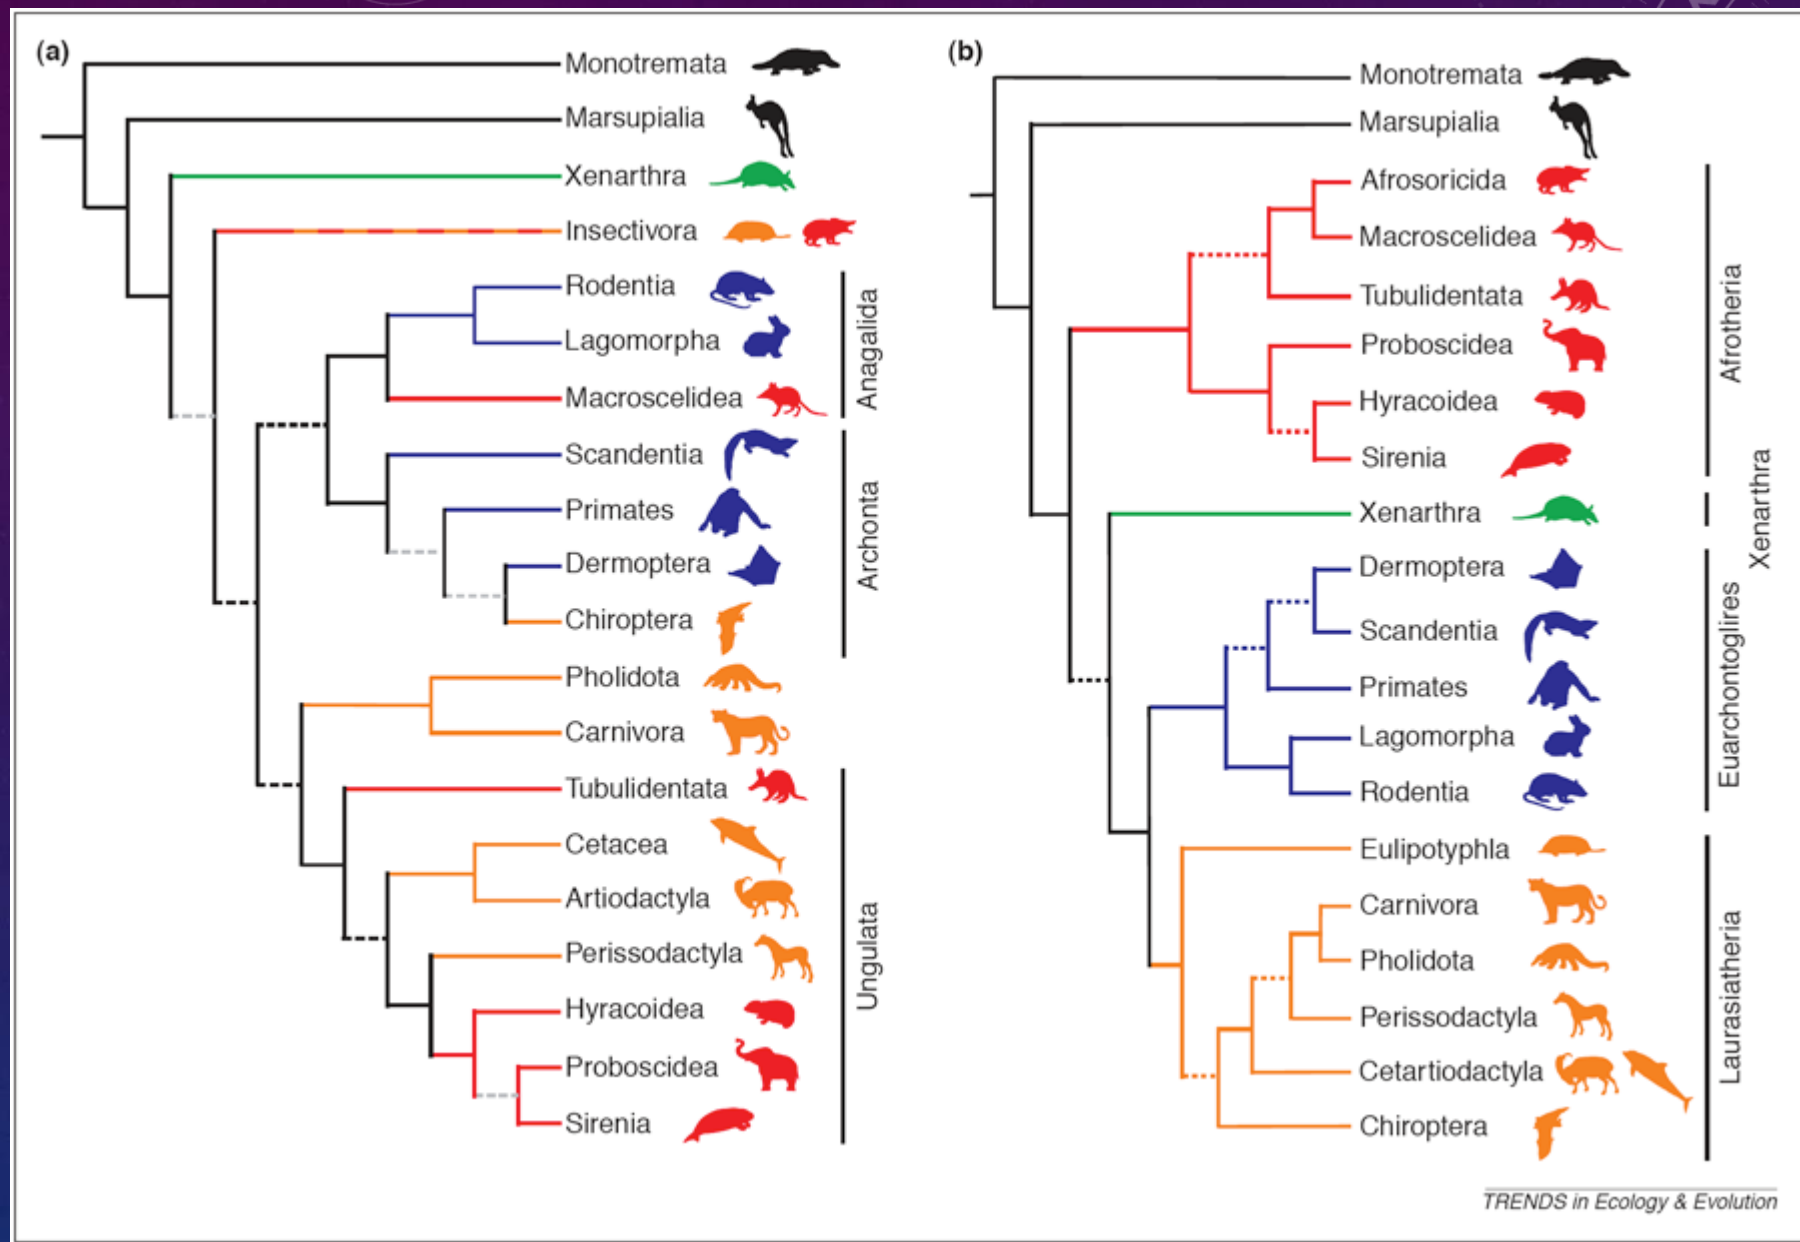 (a)
Monotremata
Marsupialia
Xenarthra
Insectivora
Rodentia
Lagomorpha
Macroscelidea
Scandentia
Primates
Dermoptera
Chiroptera
Pholidota
Carnivora
Tubulidentata
Cetacea
Artiodactyla
Perissodactyla
Hyracoidea
Proboscidea
Sirenia
Anagalida
Archonta
Ungulata
(b)
Monotremata
Marsupialia
Afrosoricida
Macroscelidea
Tubulidentata
Proboscidea
Hyracoidea
Sirenia
Xenarthra
Dermoptera
Scandentia
Primates
Lagomorpha
Rodentia
Eulipotyphla
Carnivora
Pholidota
Perissodactyla
Cetartiodactyla
Chiroptera
Afrotheria
Xenarthra
Euarchontoglires
Laurasiatheria
TRENDS in Ecology & Evolution